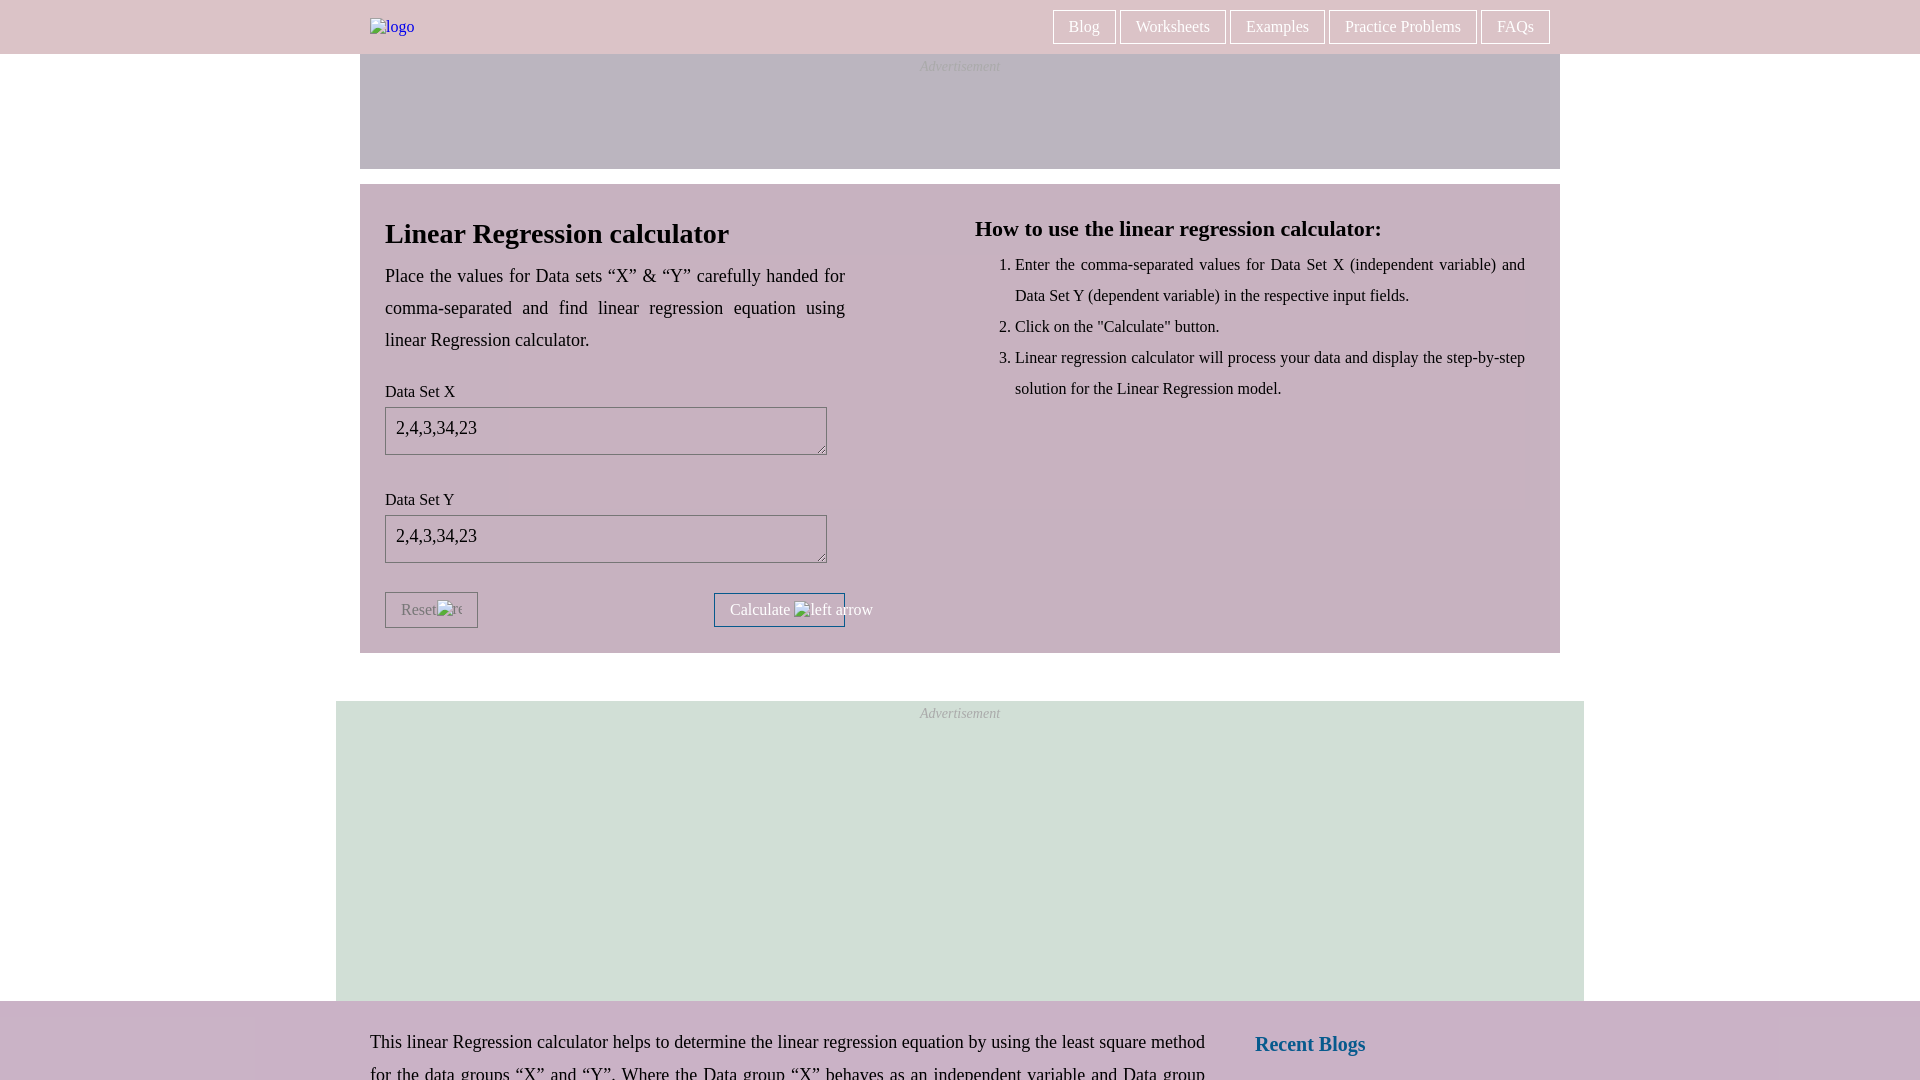 logo
Blog
Worksheets
Examples
Practice Problems
FAQs
Advertisement
Linear Regression calculator
Place the values for Data sets “X” & “Y” carefully handed for
comma-separated and find linear regression equation using
linear Regression calculator.
Data Set X
2,4,3,34,23
Data Set Y
2,4,3,34,23
Reset re
Calculate left arrow
How to use the linear regression calculator:
1. Enter the comma-separated values for Data Set X (independent variable) and
Data Set Y (dependent variable) in the respective input fields.
2. Click on the "Calculate" button.
3. Linear regression calculator will process your data and display the step-by-step
solution for the Linear Regression model.
Advertisement
This linear Regression calculator helps to determine the linear regression equation by using the least square method
for the data groups “X” and “Y”. Where the Data group “X” behaves as an independent variable and Data group
Recent Blogs